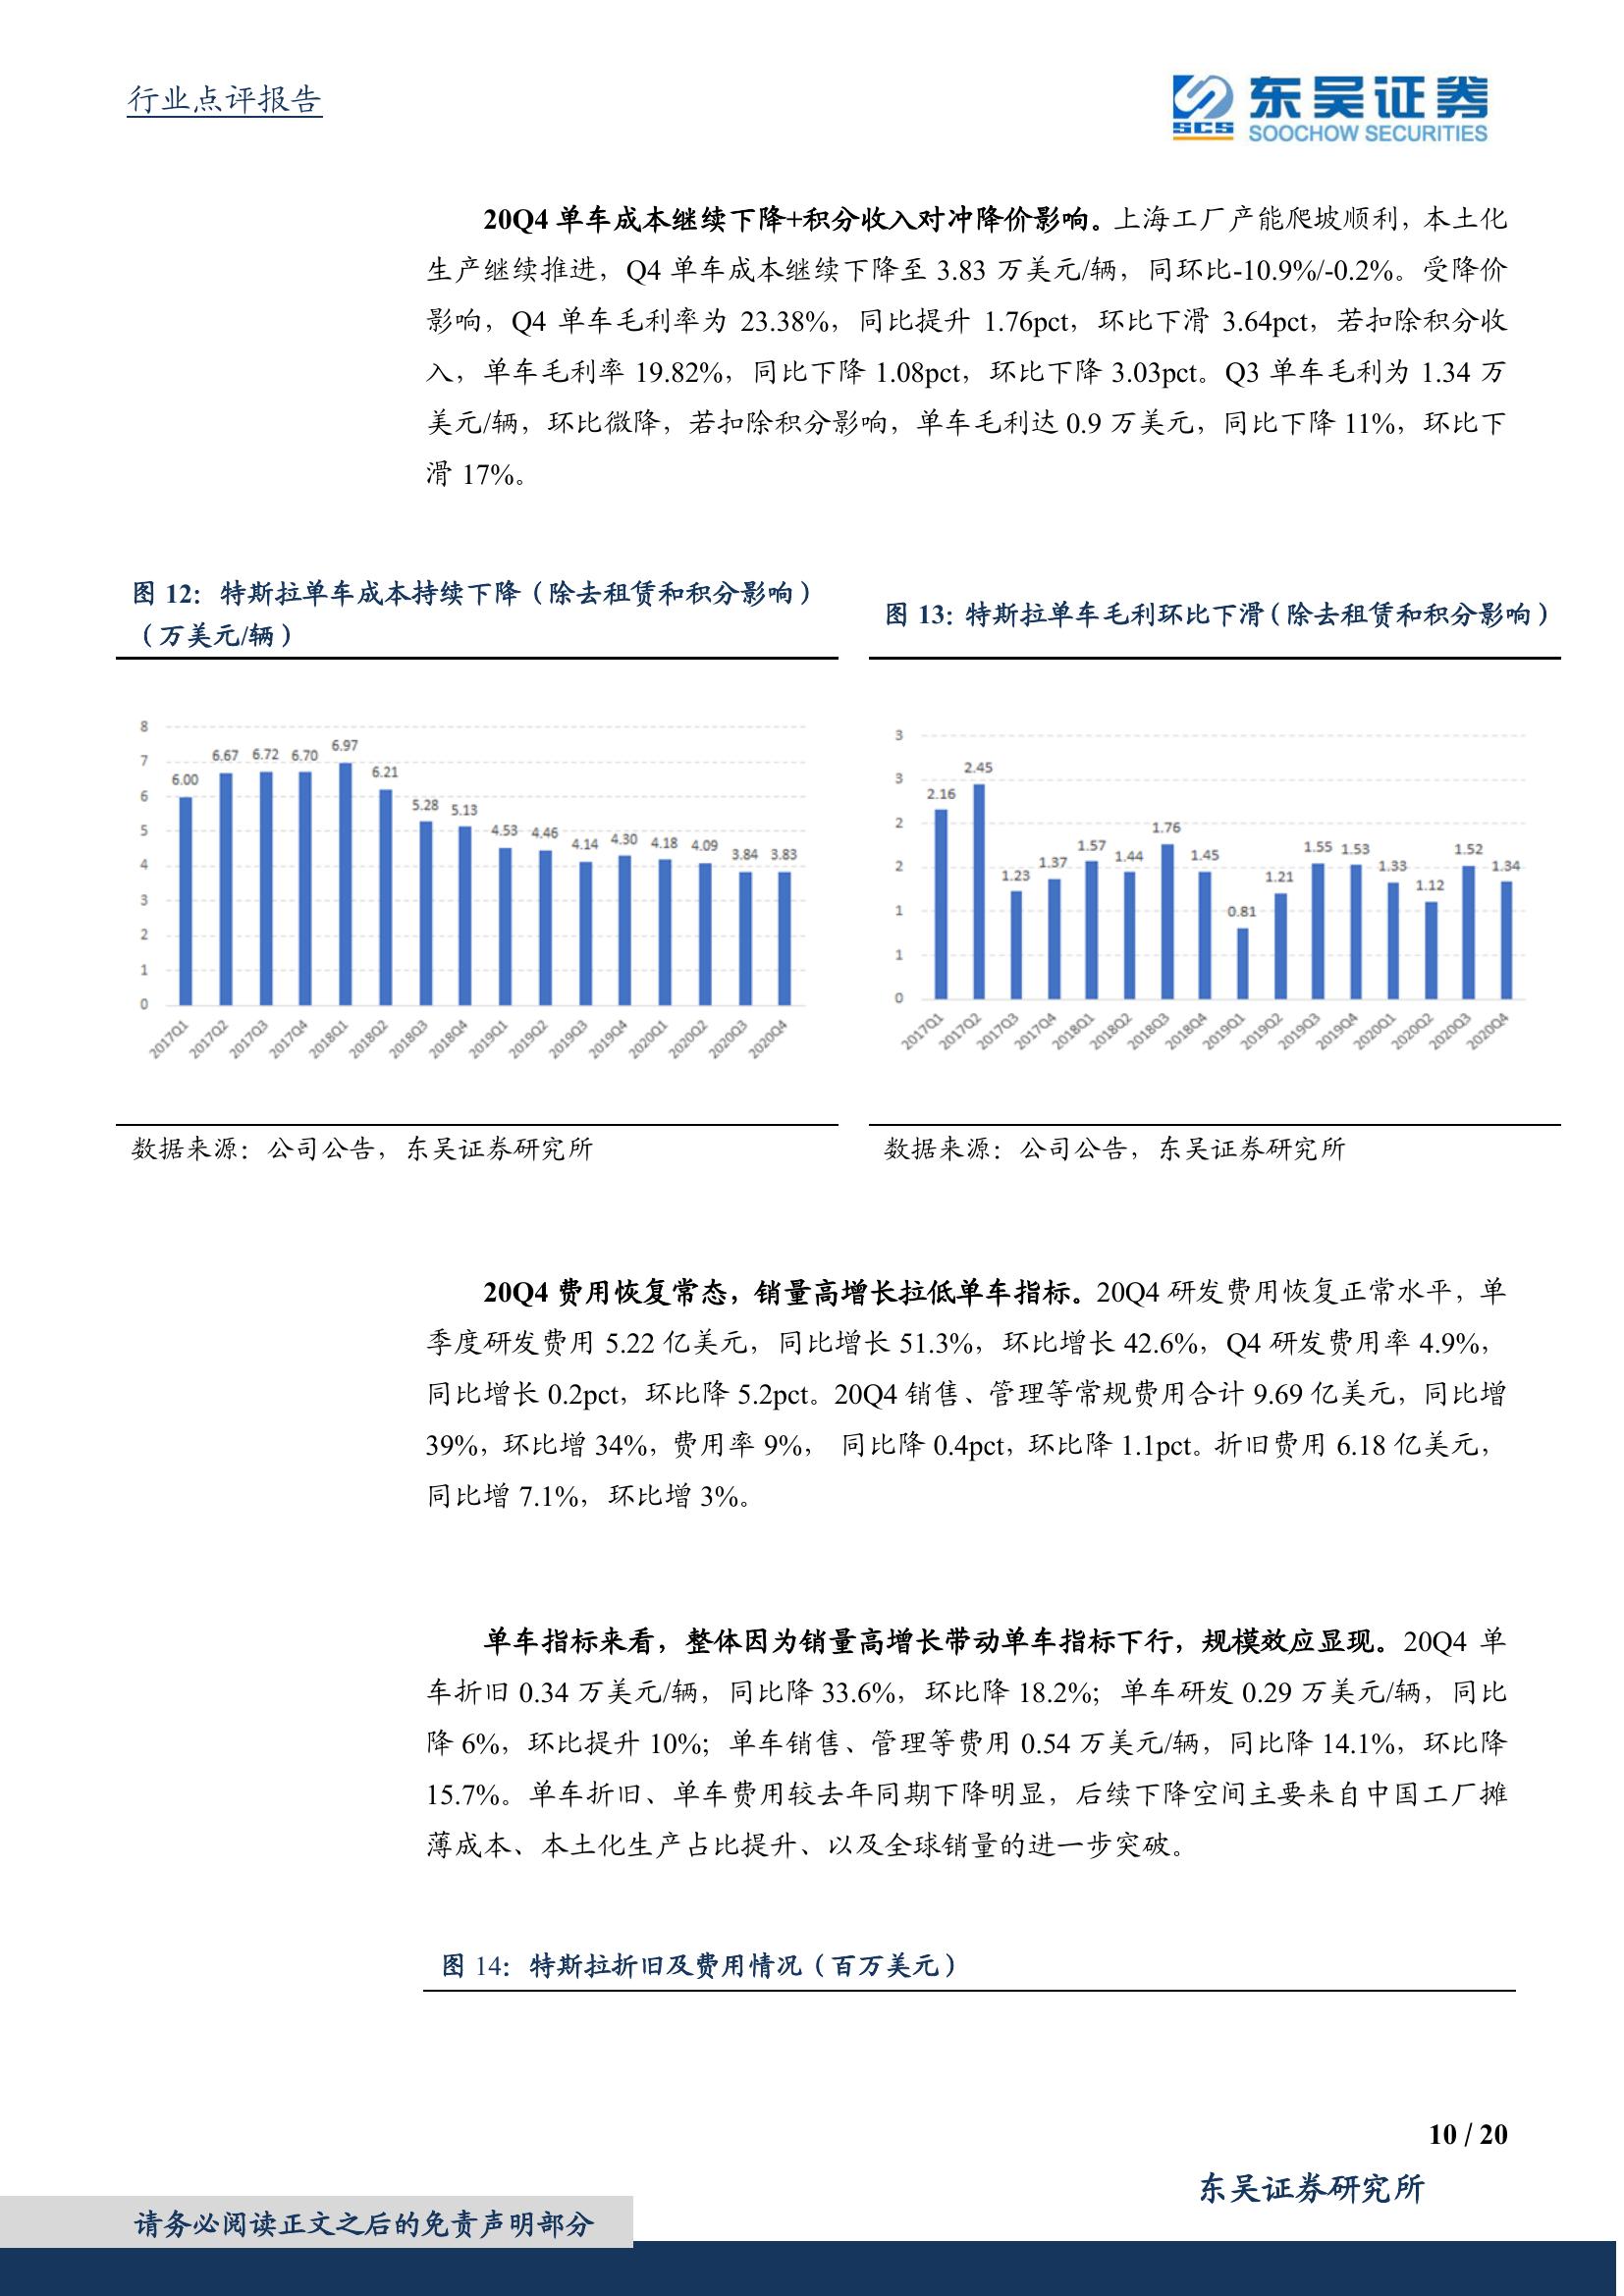 行业点评报告
SCS
东吴证券
SOOCHOW SECURITIES
20Q4 单车成本继续下降+积分收入对冲降价影响。上海工厂产能爬坡顺利，本土化
生产继续推进，Q4 单车成本继续下降至 3.83 万美元/辆，同环比-10.9%/-0.2%。受降价
影响，Q4 单车毛利率为 23.38%，同比提升 1.76pct，环比下滑 3.64pct，若扣除积分收
入，单车毛利率 19.82%，同比下降 1.08pct，环比下降 3.03pct。Q3 单车毛利为 1.34 万
美元/辆，环比微降，若扣除积分影响，单车毛利达 0.9 万美元，同比下降 11%，环比下
滑 17%。
图 12：特斯拉单车成本持续下降（除去租赁和积分影响）
（万美元/辆）
8
7
6
5
4
3
2
1
0
6.00 6.67 6.72 6.70 6.97 6.21 5.28 5.13 4.53 4.46 4.14 4.30 4.18 4.09 3.84 3.83
2017Q1 2017Q2 2017Q3 2017Q4 2018Q1 2018Q2 2018Q3 2018Q4 2019Q1 2019Q2 2019Q3 2019Q4 2020Q1 2020Q2 2020Q3 2020Q4
数据来源：公司公告，东吴证券研究所
图 13：特斯拉单车毛利环比下滑（除去租赁和积分影响）
3
3
2
2
1
1
0
2.16 2.45 1.23 1.37 1.57 1.44 1.76 1.45 0.81 1.21 1.55 1.53 1.33 1.12 1.52 1.34
2017Q1 2017Q2 2017Q3 2017Q4 2018Q1 2018Q2 2018Q3 2018Q4 2019Q1 2019Q2 2019Q3 2019Q4 2020Q1 2020Q2 2020Q3 2020Q4
数据来源：公司公告，东吴证券研究所
20Q4 费用恢复常态，销量高增长拉低单车指标。20Q4 研发费用恢复正常水平，单
季度研发费用 5.22 亿美元，同比增长 51.3%，环比增长 42.6%，Q4 研发费用率 4.9%，
同比增长 0.2pct，环比降 5.2pct。20Q4 销售、管理等常规费用合计 9.69 亿美元，同比增
39%，环比增 34%，费用率 9%， 同比降 0.4pct，环比降 1.1pct。折旧费用 6.18 亿美元，
同比增 7.1%，环比增 3%。
单车指标来看，整体因为销量高增长带动单车指标下行，规模效应显现。20Q4 单
车折旧 0.34 万美元/辆，同比降 33.6%，环比降 18.2%；单车研发 0.29 万美元/辆，同比
降 6%，环比提升 10%；单车销售、管理等费用 0.54 万美元/辆，同比降 14.1%，环比降
15.7%。单车折旧、单车费用较去年同期下降明显，后续下降空间主要来自中国工厂摊
薄成本、本土化生产占比提升、以及全球销量的进一步突破。
图 14：特斯拉折旧及费用情况（百万美元）
10 / 20
东吴证券研究所
请务必阅读正文之后的免责声明部分